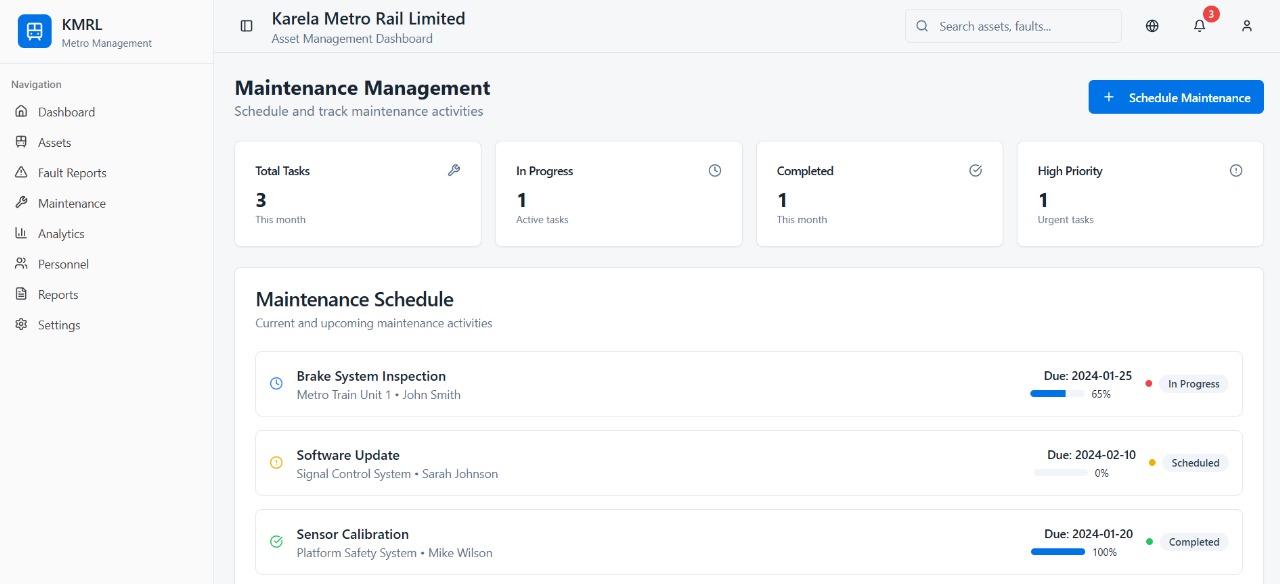 KMRL
Metro Management
Navigation
Dashboard
Assets
Fault Reports
Maintenance
Analytics
Personnel
Reports
Settings
Karela Metro Rail Limited
Asset Management Dashboard
Search assets, faults...
3
Maintenance Management
Schedule and track maintenance activities
+ Schedule Maintenance
Total Tasks
3
This month
In Progress
1
Active tasks
Completed
1
This month
High Priority
1
Urgent tasks
Maintenance Schedule
Current and upcoming maintenance activities
Brake System Inspection
Metro Train Unit 1 • John Smith
Due: 2024-01-25
65%
In Progress
Software Update
Signal Control System • Sarah Johnson
Due: 2024-02-10
0%
Scheduled
Sensor Calibration
Platform Safety System • Mike Wilson
Due: 2024-01-20
100%
Completed